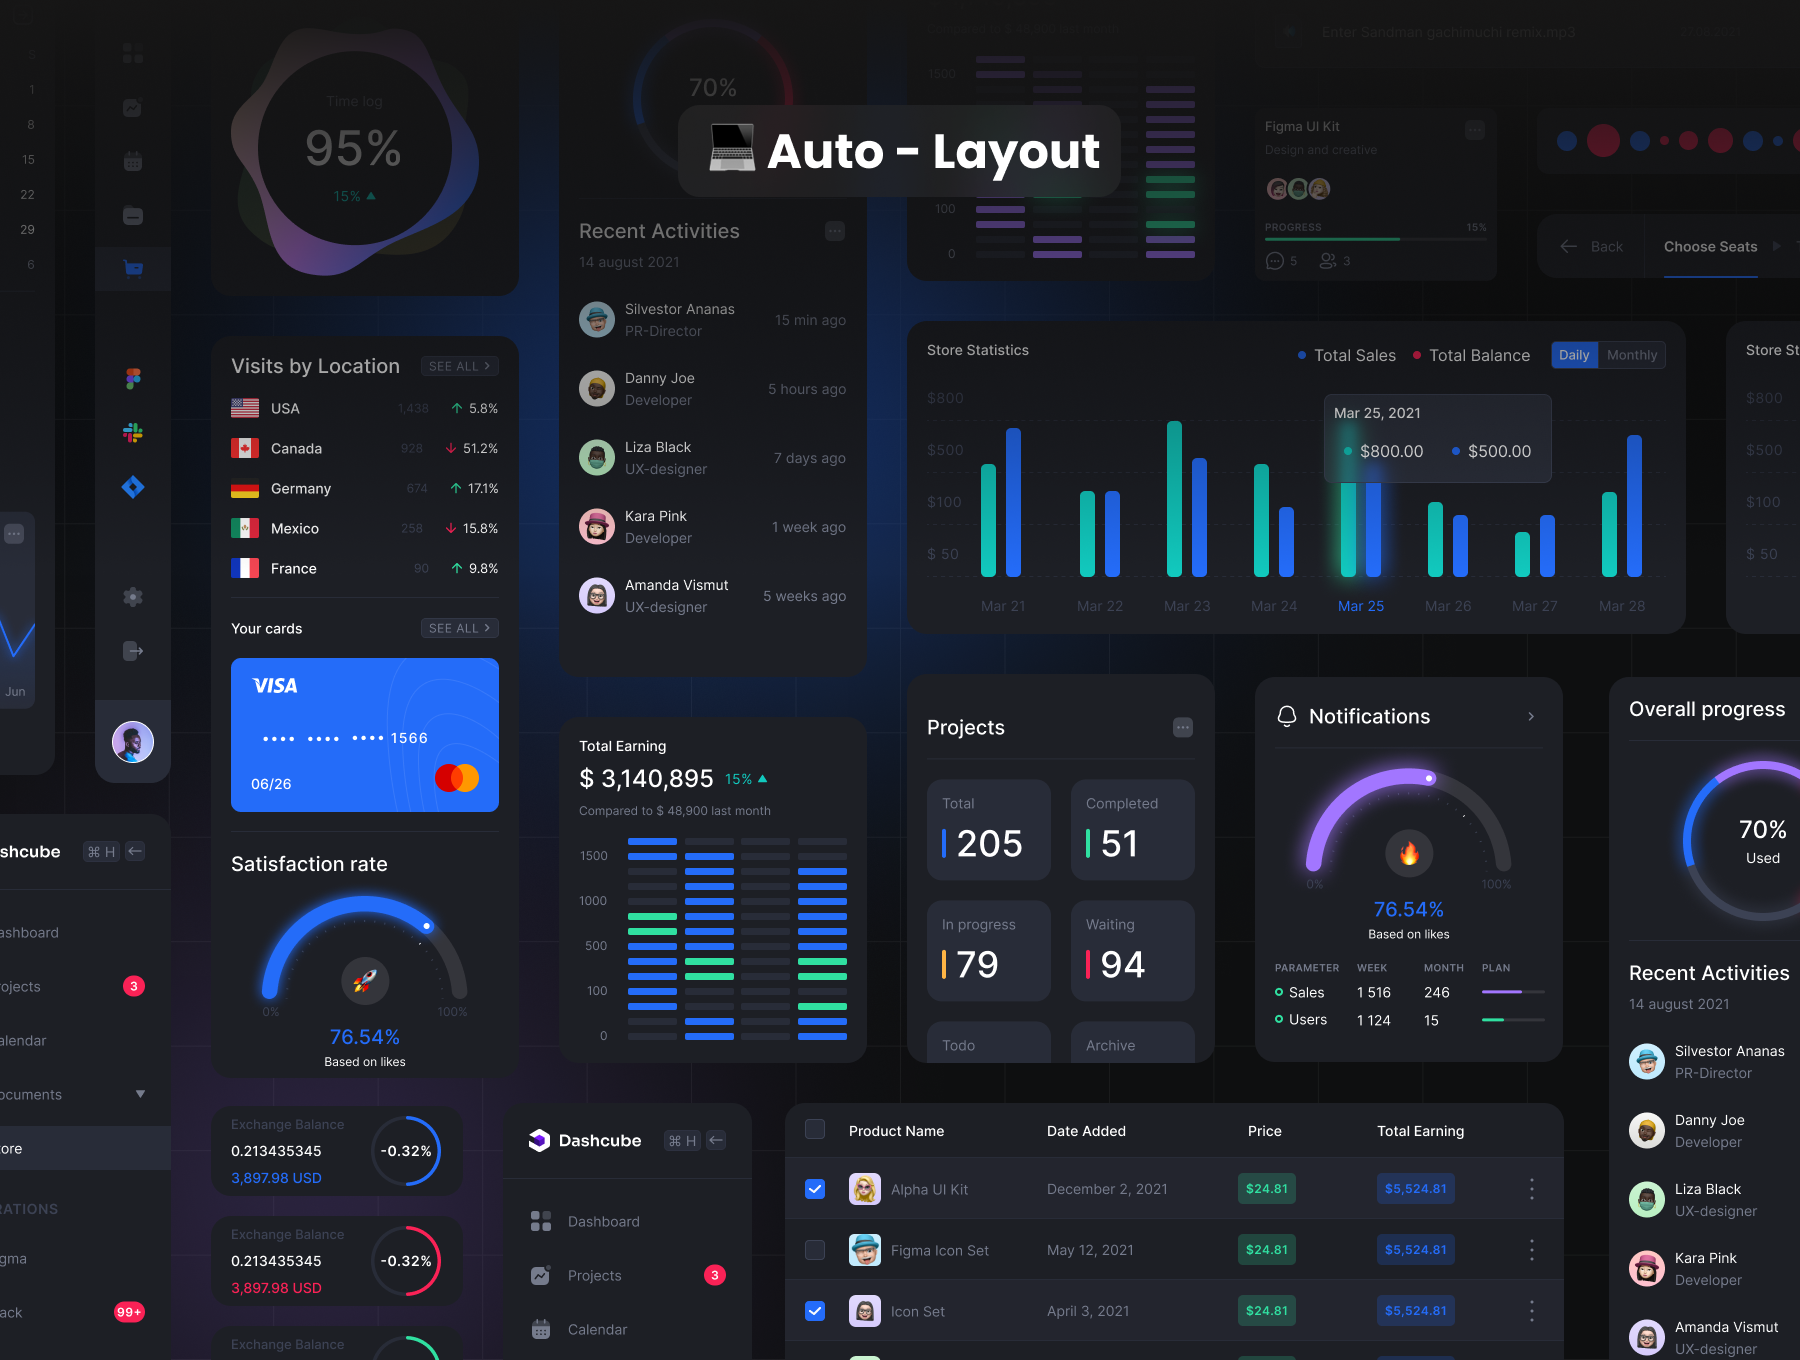 💻 Auto - Layout
1
8
15
22
29
6
Jun
Time log
95%
15%
Visits by Location
SEE ALL >
USA 1,438 5.8%
Canada 928 51.2%
Germany 674 17.1%
Mexico 258 15.8%
France 90 9.8%
Your cards
SEE ALL >
VISA
•••• •••• •••• 1566
06/26
Satisfaction rate
0% 100%
76.54%
Based on likes
Exchange Balance
0.213435345
3,897.98 USD
-0.32%
Exchange Balance
0.213435345
3,897.98 USD
-0.32%
Exchange Balance
shcube ⌘ H
ashboard
ojects 3
alendar
ocuments
ore
RATIONS
gma
ack 99+
70%
Recent Activities
14 august 2021
Silvestor Ananas
PR-Director
15 min ago
Danny Joe
Developer
5 hours ago
Liza Black
UX-designer
7 days ago
Kara Pink
Developer
1 week ago
Amanda Vismut
UX-designer
5 weeks ago
Total Earning
$ 3,140,895 15%
Compared to $ 48,900 last month
1500
1000
500
100
0
Dashcube ⌘ H
Dashboard
Projects 3
Calendar
1500
100
0
Enter Sandman gachimuchi remix.mp3
Figma UI Kit
Design and creative
PROGRESS 15%
5 3
Back Choose Seats
Store Statistics
Total Sales Total Balance
Daily Monthly
$800
$500
$100
$ 50
Mar 25, 2021
$800.00 $500.00
Mar 21 Mar 22 Mar 23 Mar 24 Mar 25 Mar 26 Mar 27 Mar 28
Store St
$800
$500
$100
$ 50
Projects
Total
205
Completed
51
In progress
79
Waiting
94
Todo
Archive
Notifications
0% 100%
76.54%
Based on likes
PARAMETER WEEK MONTH PLAN
Sales 1 516 246
Users 1 124 15
Product Name Date Added Price Total Earning
Alpha UI Kit December 2, 2021 $24.81 $5,524.81
Figma Icon Set May 12, 2021 $24.81 $5,524.81
Icon Set April 3, 2021 $24.81 $5,524.81
Overall progress
70%
Used
Recent Activities
14 august 2021
Silvestor Ananas
PR-Director
Danny Joe
Developer
Liza Black
UX-designer
Kara Pink
Developer
Amanda Vismut
UX-designer